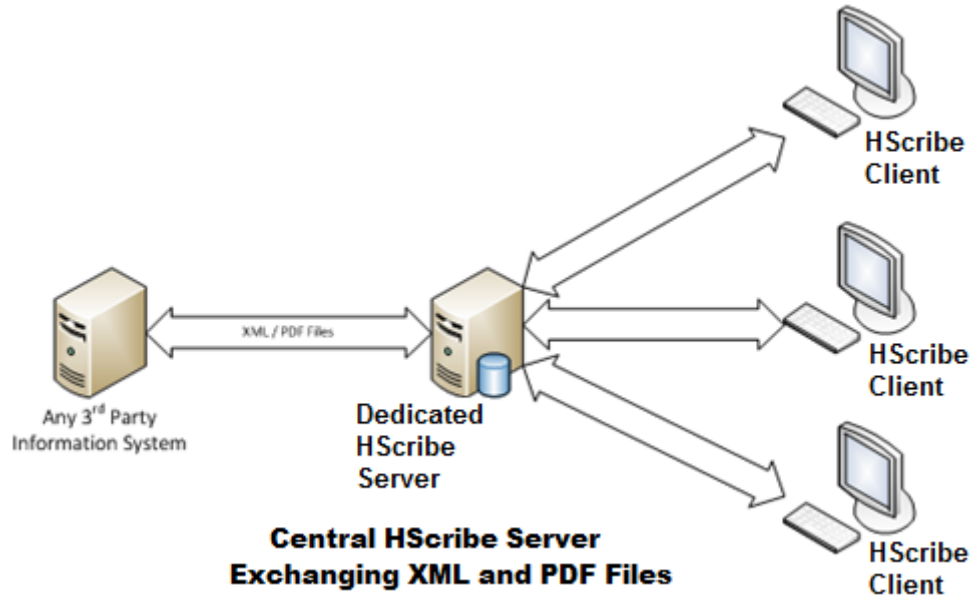 HScribe
Client
XML / PDF Files
HScribe
Client
Any 3rd Party
Information System
Dedicated
HScribe
Server
Central HScribe Server
Exchanging XML and PDF Files
HScribe
Client